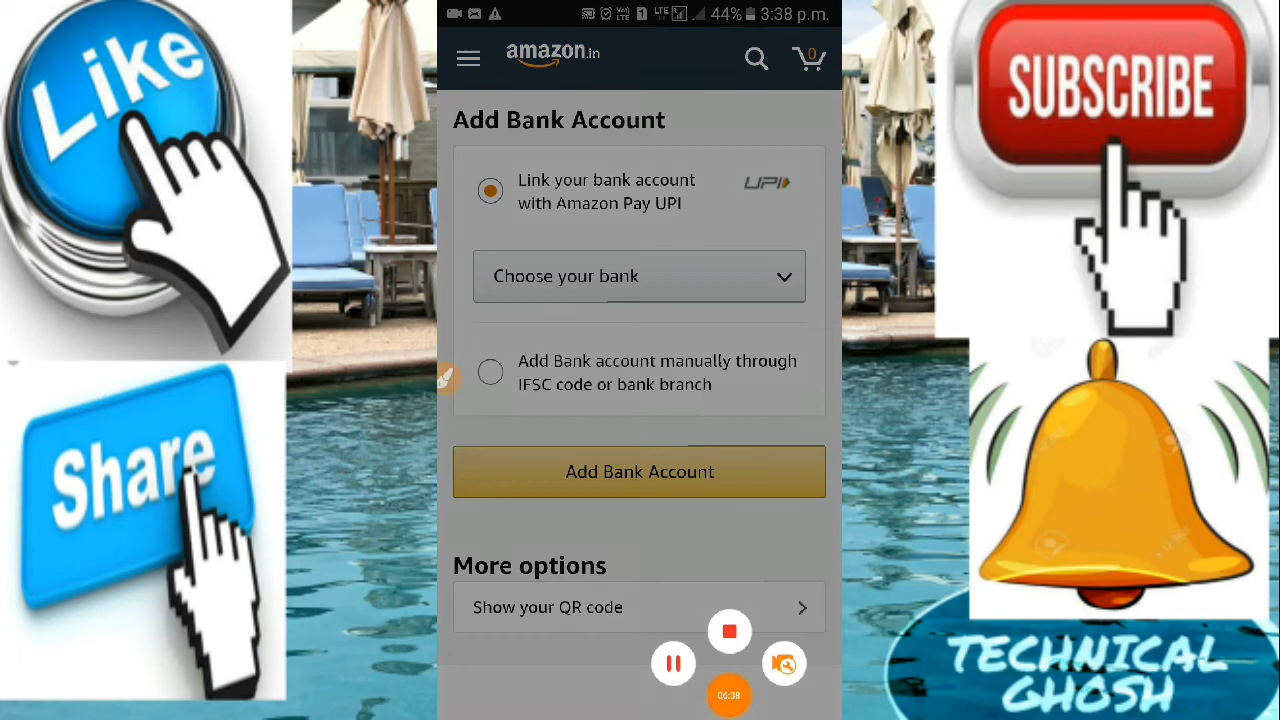 Like
Share
44% 3:38 p.m.
amazon.in
0
Add Bank Account
Link your bank account
with Amazon Pay UPI
UPI
Choose your bank
Add Bank account manually through
IFSC code or bank branch
Add Bank Account
More options
Show your QR code
06:38
SUBSCRIBE
TECHNICAL
GHOSH